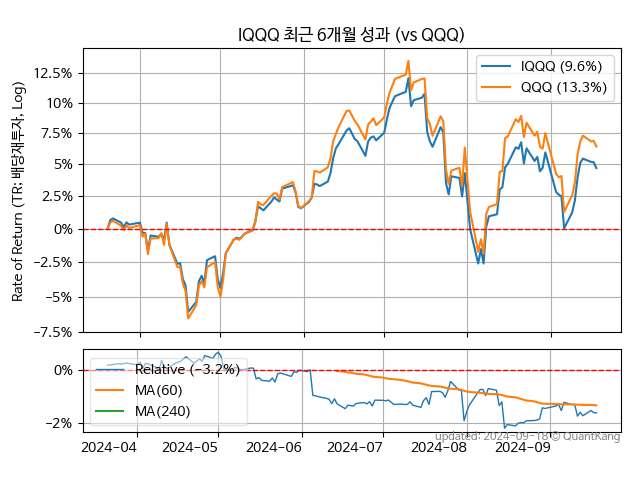 IQQQ 최근 6개월 성과 (vs QQQ)
Rate of Return (TR: 배당재투자, Log)
12.5%
10%
7.5%
5%
2.5%
0%
−2.5%
−5%
−7.5%
IQQQ (9.6%)
QQQ (13.3%)
0%
−2%
Relative (−3.2%)
MA(60)
MA(240)
2024−04
2024−05
2024−06
2024−07
2024−08
2024−09
updated: 2024−09−18 © QuantKang